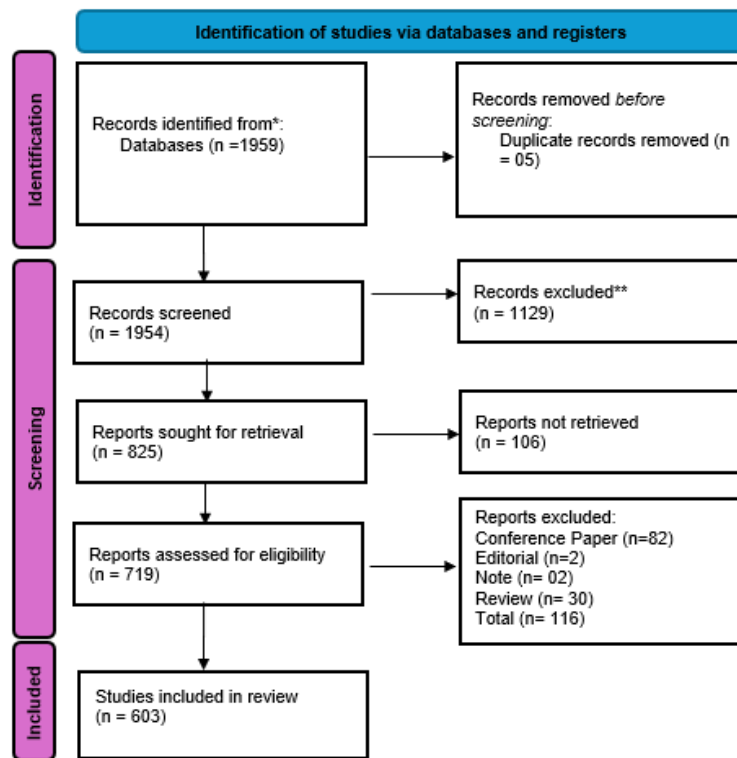 Identification of studies via databases and registers
Identification
Records identified from*:
Databases (n =1959)
Records removed before
screening:
Duplicate records removed (n
= 05)
Screening
Records screened
(n = 1954)
Records excluded**
(n = 1129)
Reports sought for retrieval
(n = 825)
Reports not retrieved
(n = 106)
Reports assessed for eligibility
(n = 719)
Reports excluded:
Conference Paper (n=82)
Editorial (n=2)
Note (n= 02)
Review (n= 30)
Total (n= 116)
Included
Studies included in review
(n = 603)